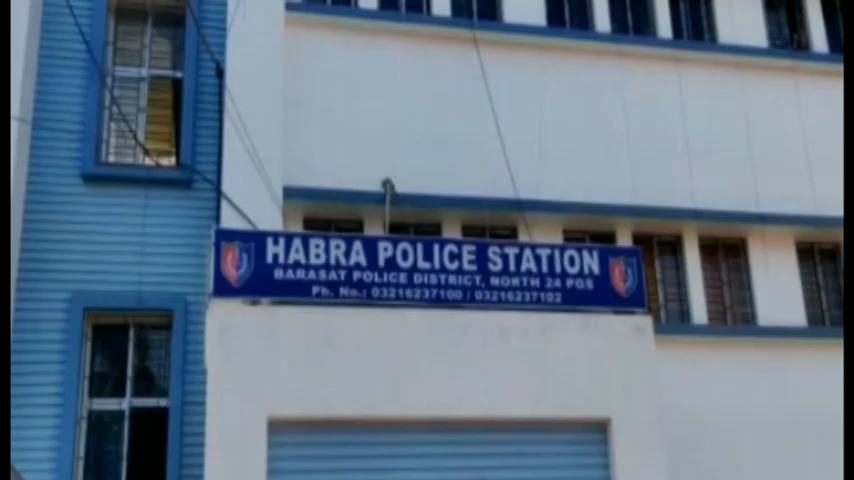 HABRA POLICE STATION
BARASAT POLICE DISTRICT, NORTH 24 PGS
Ph. No.: 03216237100 / 03216237102